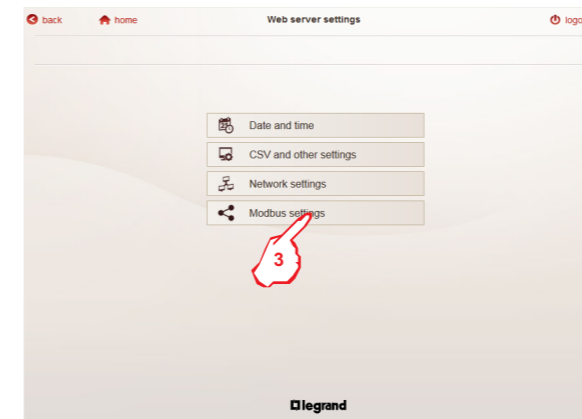 back home Web server settings logo
Date and time
CSV and other settings
Network settings
Modbus settings
3
legrand